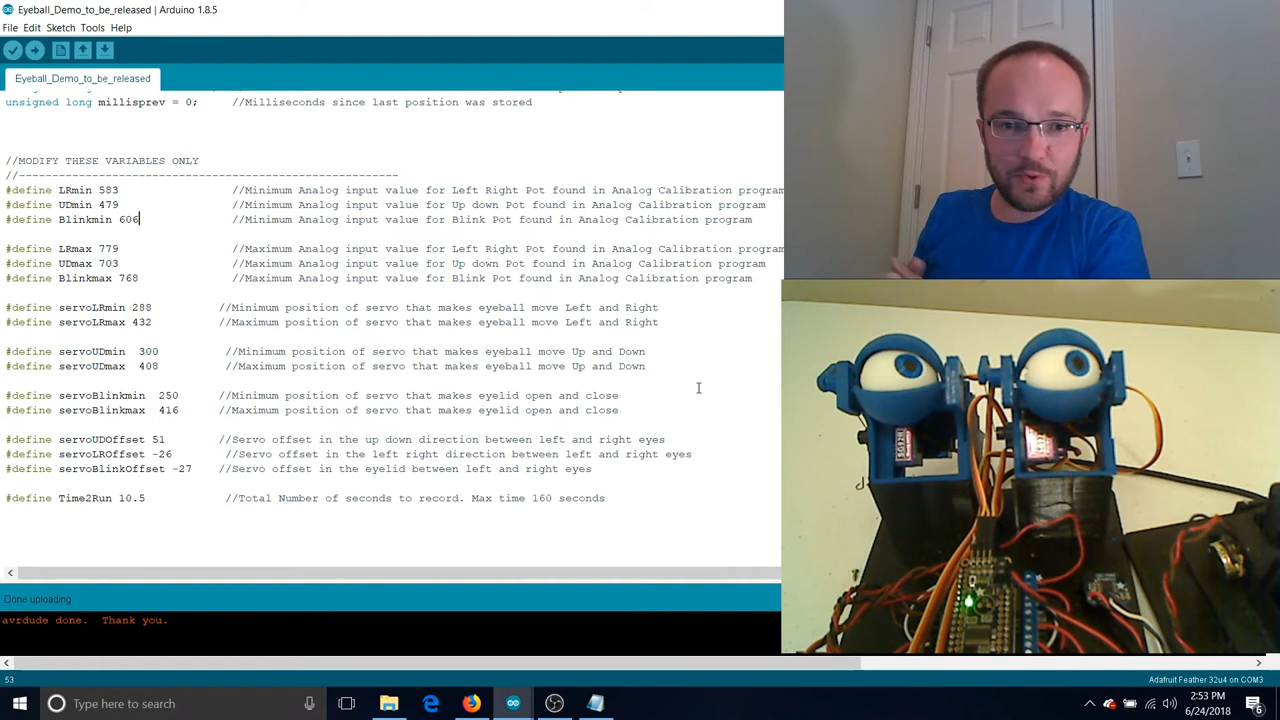 Eyeball_Demo_to_be_released | Arduino 1.8.5
File Edit Sketch Tools Help
Eyeball_Demo_to_be_released
unsigned long millisprev = 0; //Milliseconds since last position was stored
//MODIFY THESE VARIABLES ONLY
//---------------------------------------------------------
#define LRmin 583 //Minimum Analog input value for Left Right Pot found in Analog Calibration program
#define UDmin 479 //Minimum Analog input value for Up down Pot found in Analog Calibration program
#define Blinkmin 606 //Minimum Analog input value for Blink Pot found in Analog Calibration program
#define LRmax 779 //Maximum Analog input value for Left Right Pot found in Analog Calibration program
#define UDmax 703 //Maximum Analog input value for Up down Pot found in Analog Calibration program
#define Blinkmax 768 //Maximum Analog input value for Blink Pot found in Analog Calibration program
#define servoLRmin 288 //Minimum position of servo that makes eyeball move Left and Right
#define servoLRmax 432 //Maximum position of servo that makes eyeball move Left and Right
#define servoUDmin 300 //Minimum position of servo that makes eyeball move Up and Down
#define servoUDmax 408 //Maximum position of servo that makes eyeball move Up and Down
#define servoBlinkmin 250 //Minimum position of servo that makes eyelid open and close
#define servoBlinkmax 416 //Maximum position of servo that makes eyelid open and close
#define servoUDOffset 51 //Servo offset in the up down direction between left and right eyes
#define servoLROffset -26 //Servo offset in the left right direction between left and right eyes
#define servoBlinkOffset -27 //Servo offset in the eyelid between left and right eyes
#define Time2Run 10.5 //Total Number of seconds to record. Max time 160 seconds
Done uploading.
avrdude done. Thank you.
53
Adafruit Feather 32u4 on COM3
Type here to search
2:53 PM
6/24/2018
6